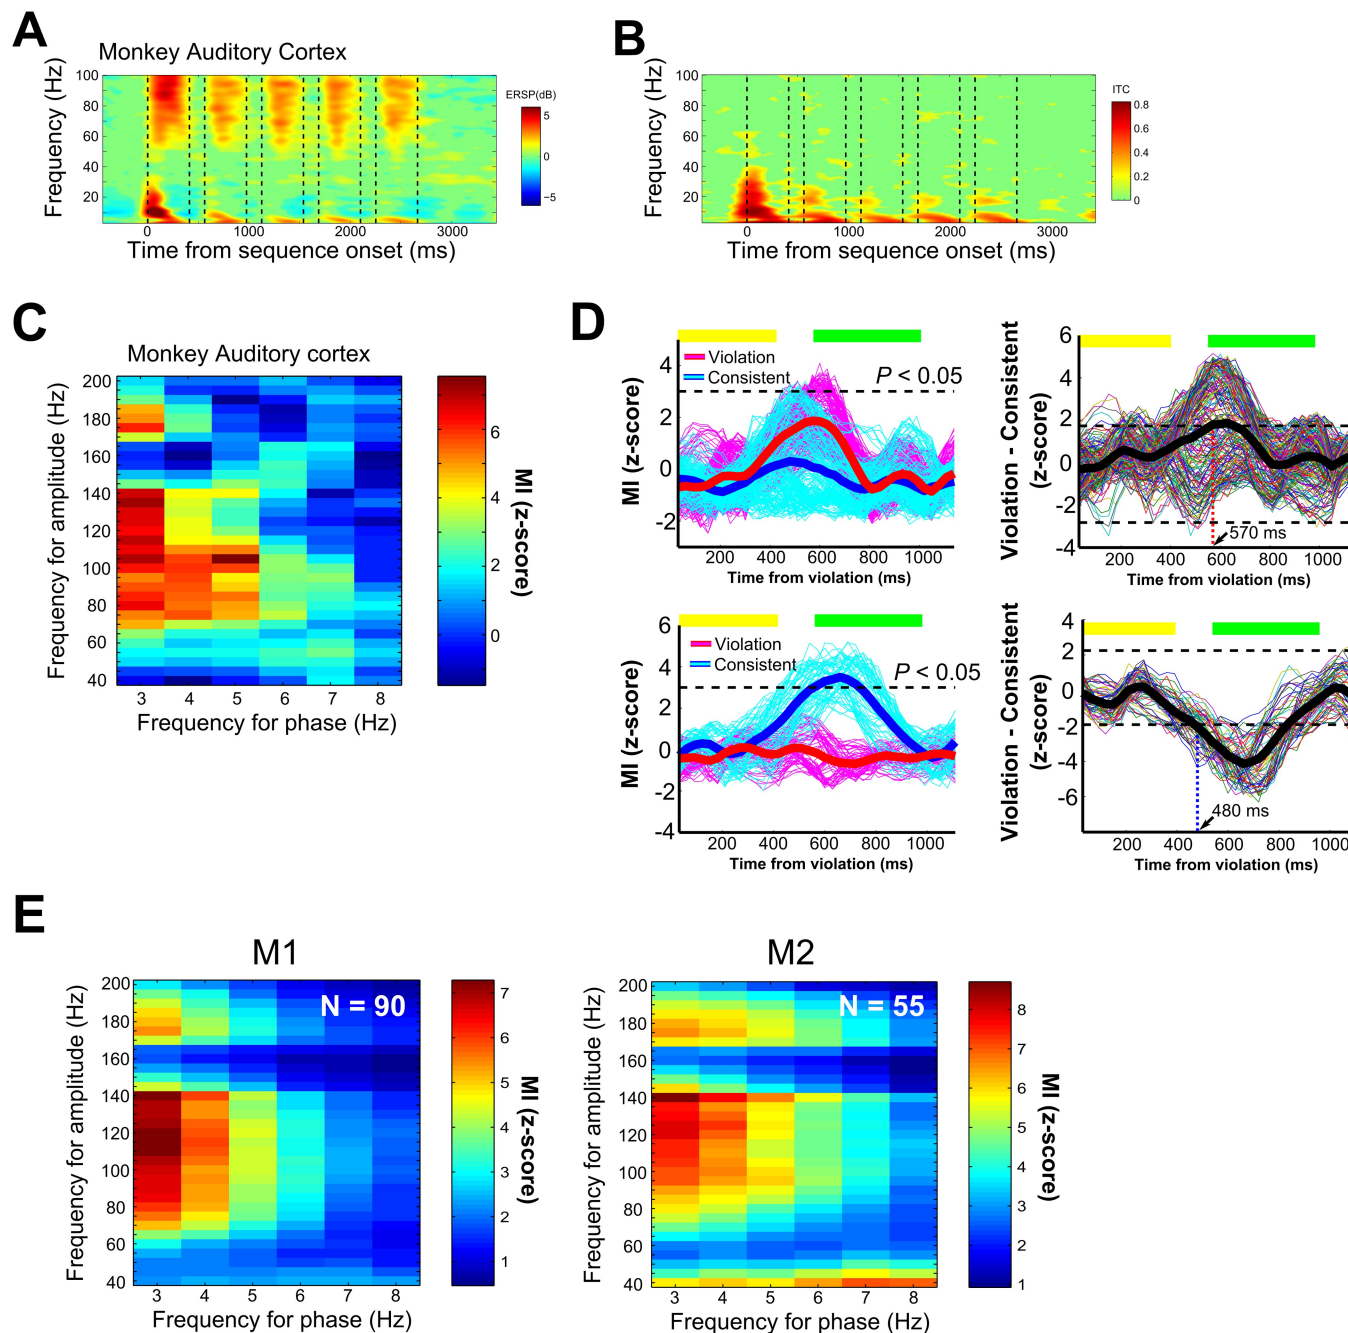 A
Monkey Auditory Cortex
Frequency (Hz)
100
80
60
40
20
0
1000
2000
3000
Time from sequence onset (ms)
ERSP(dB)
5
0
−5
B
Frequency (Hz)
100
80
60
40
20
0
1000
2000
3000
Time from sequence onset (ms)
ITC
0.8
0.6
0.4
0.2
0
C
Monkey Auditory cortex
Frequency for amplitude (Hz)
200
180
160
140
120
100
80
60
40
3 4 5 6 7 8
Frequency for phase (Hz)
6
4
2
0
MI (z-score)
D
MI (z-score)
4
2
0
-2
Violation
Consistent
P < 0.05
200 400 600 800 1000
Time from violation (ms)
Violation - Consistent
(z-score)
6
4
2
0
-2
-4
570 ms
200 400 600 800 1000
Time from violation (ms)
MI (z-score)
6
4
2
0
-2
-4
Violation
Consistent
P < 0.05
200 400 600 800 1000
Time from violation (ms)
Violation - Consistent
(z-score)
4
2
0
-2
-4
-6
480 ms
200 400 600 800 1000
Time from violation (ms)
E
M1
Frequency for amplitude (Hz)
200
180
160
140
120
100
80
60
40
N = 90
3 4 5 6 7 8
Frequency for phase (Hz)
7
6
5
4
3
2
1
MI (z-score)
M2
Frequency for amplitude (Hz)
200
180
160
140
120
100
80
60
40
N = 55
3 4 5 6 7 8
Frequency for phase (Hz)
8
7
6
5
4
3
2
1
MI (z-score)